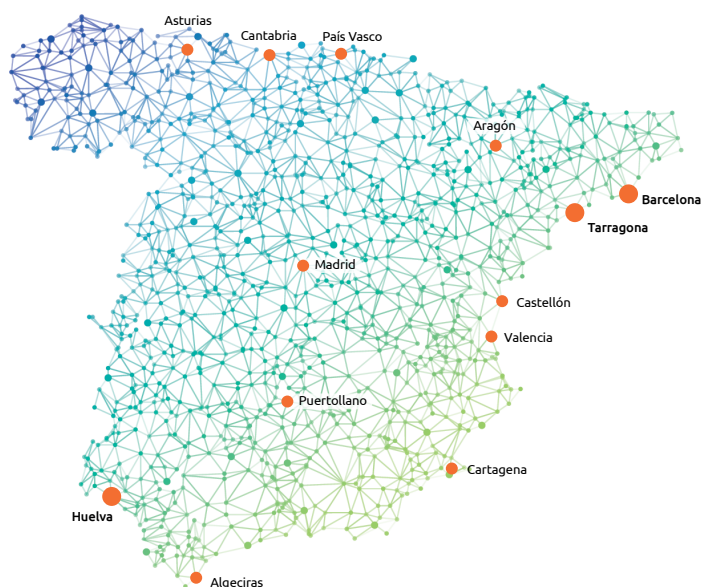 Asturias
Cantabria
País Vasco
Aragón
Barcelona
Tarragona
Madrid
Castellón
Valencia
Puertollano
Cartagena
Huelva
Algeciras